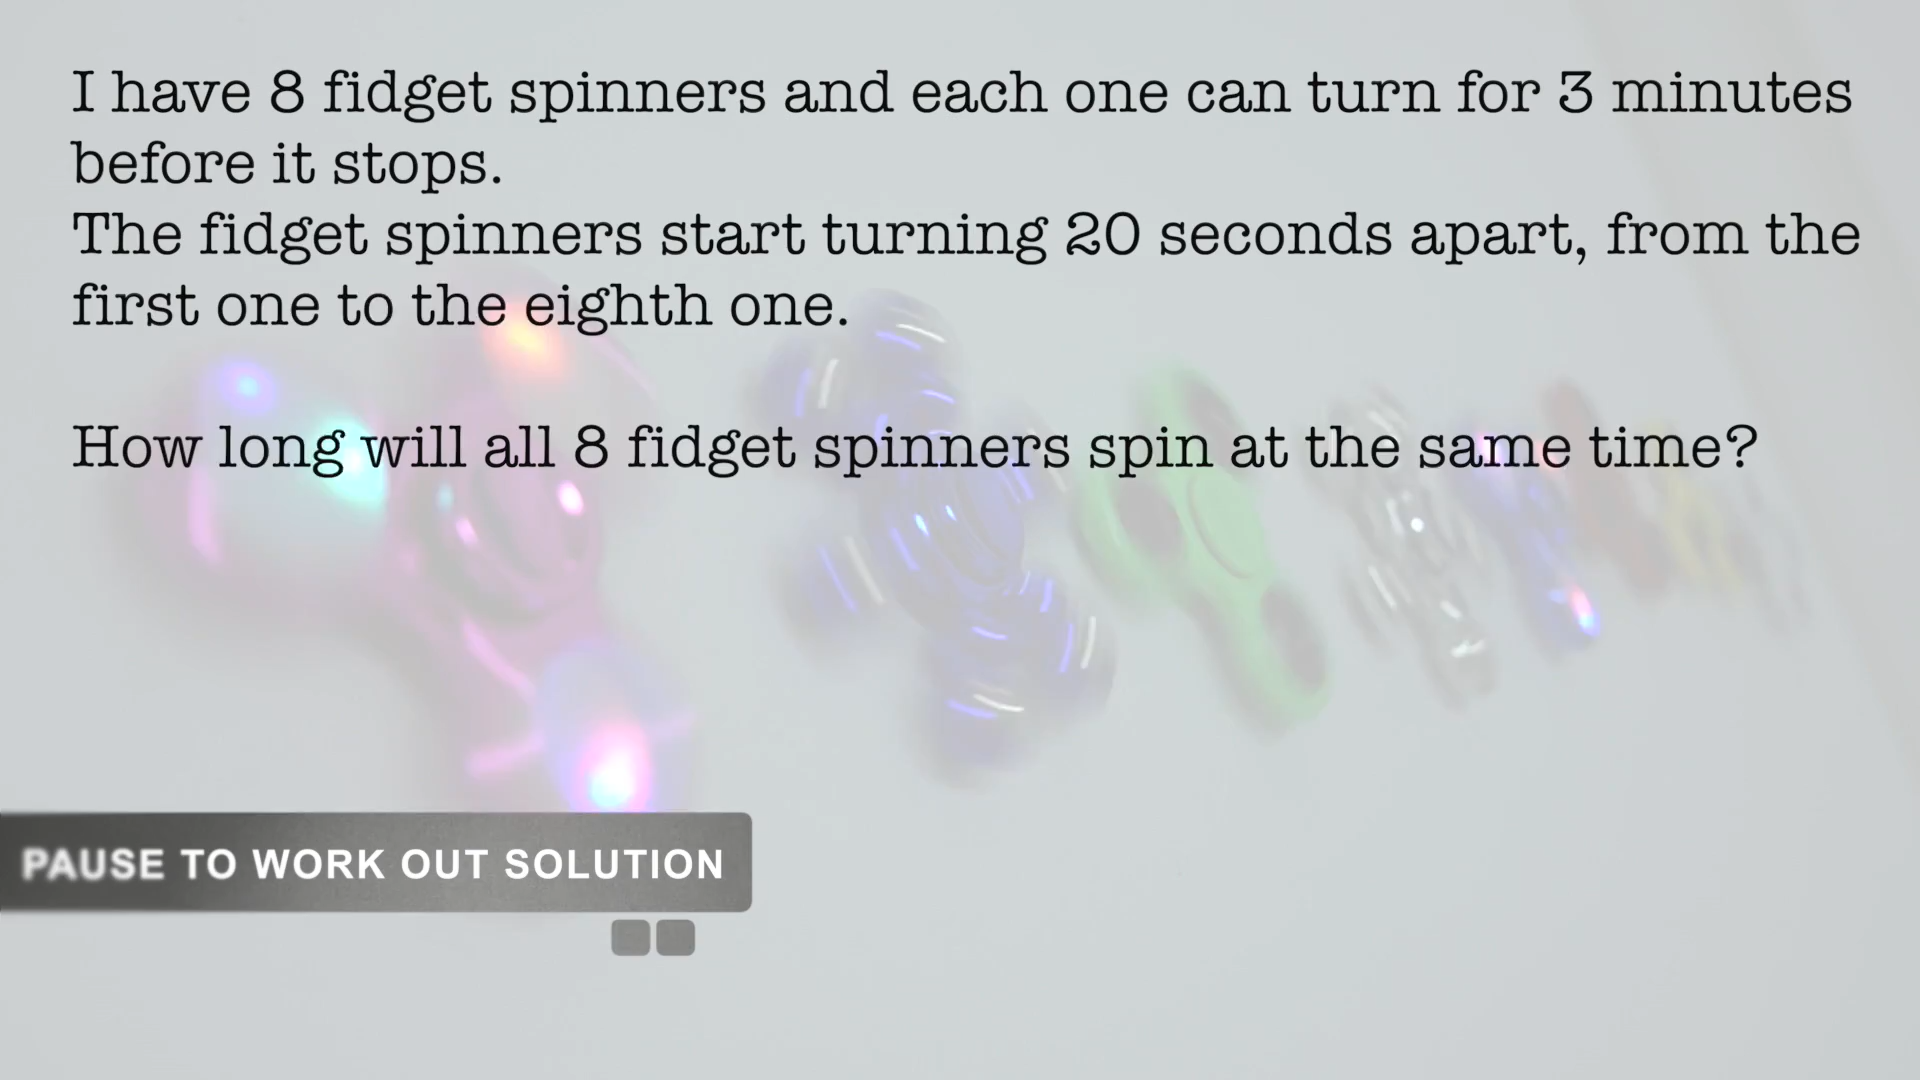 I have 8 fidget spinners and each one can turn for 3 minutes
before it stops.
The fidget spinners start turning 20 seconds apart, from the
first one to the eighth one.
How long will all 8 fidget spinners spin at the same time?
PAUSE TO WORK OUT SOLUTION